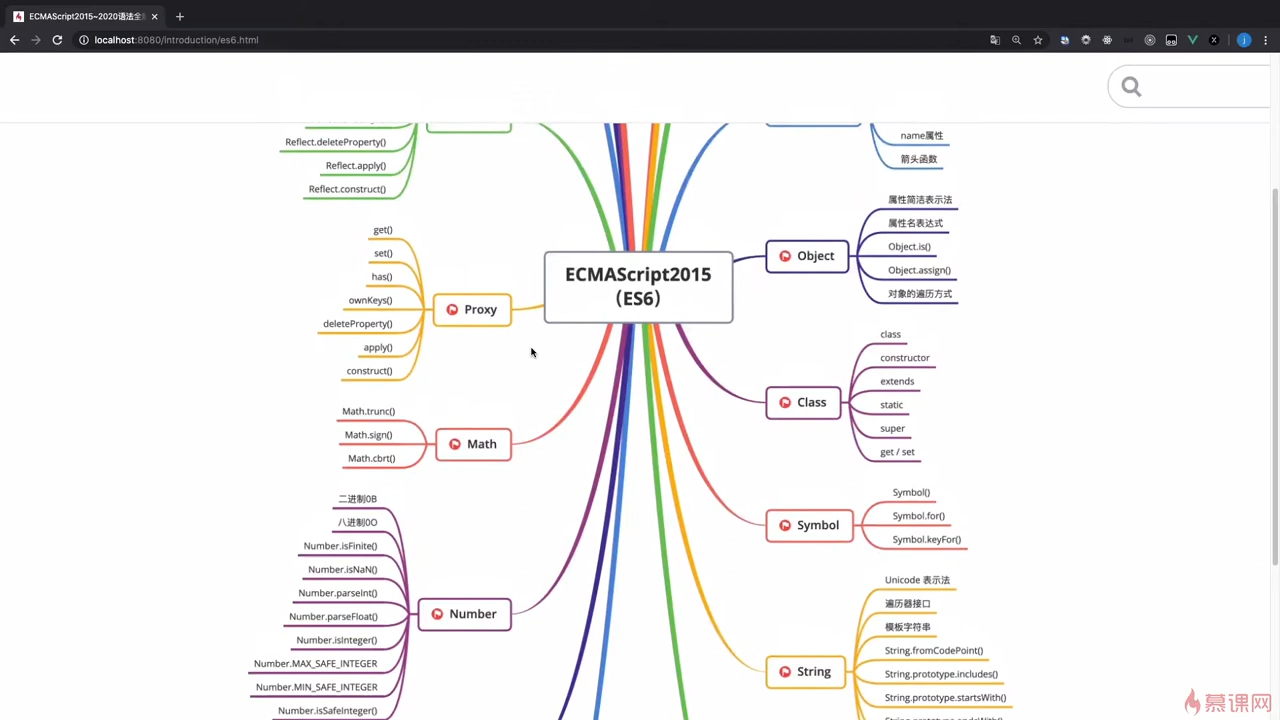 ECMAScript2015~2020语法全
localhost:8080/introduction/es6.html
Reflect.deleteProperty()
Reflect.apply()
Reflect.construct()
get()
set()
has()
ownKeys()
deleteProperty()
apply()
construct()
Proxy
Math.trunc()
Math.sign()
Math.cbrt()
Math
二进制0B
八进制0O
Number.isFinite()
Number.isNaN()
Number.parseInt()
Number.parseFloat()
Number.isInteger()
Number.MAX_SAFE_INTEGER
Number.MIN_SAFE_INTEGER
Number.isSafeInteger()
Number
ECMAScript2015
（ES6）
name属性
箭头函数
Object
属性简洁表示法
属性名表达式
Object.is()
Object.assign()
对象的遍历方式
Class
class
constructor
extends
static
super
get / set
Symbol
Symbol()
Symbol.for()
Symbol.keyFor()
String
Unicode 表示法
遍历器接口
模板字符串
String.fromCodePoint()
String.prototype.includes()
String.prototype.startsWith()
慕课网